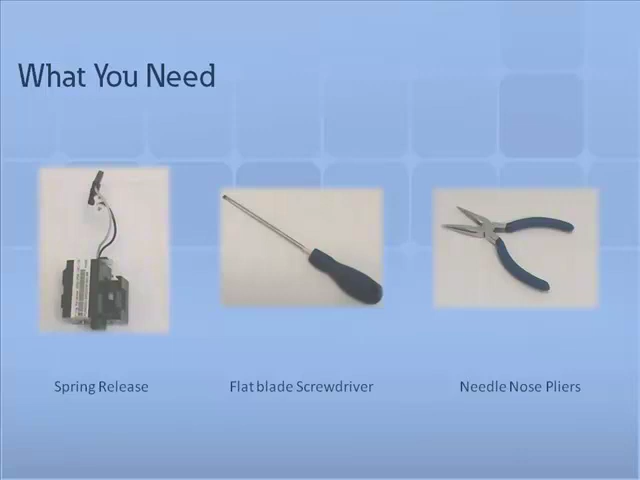 What You Need
Spring Release
Flat blade Screwdriver
Needle Nose Pliers